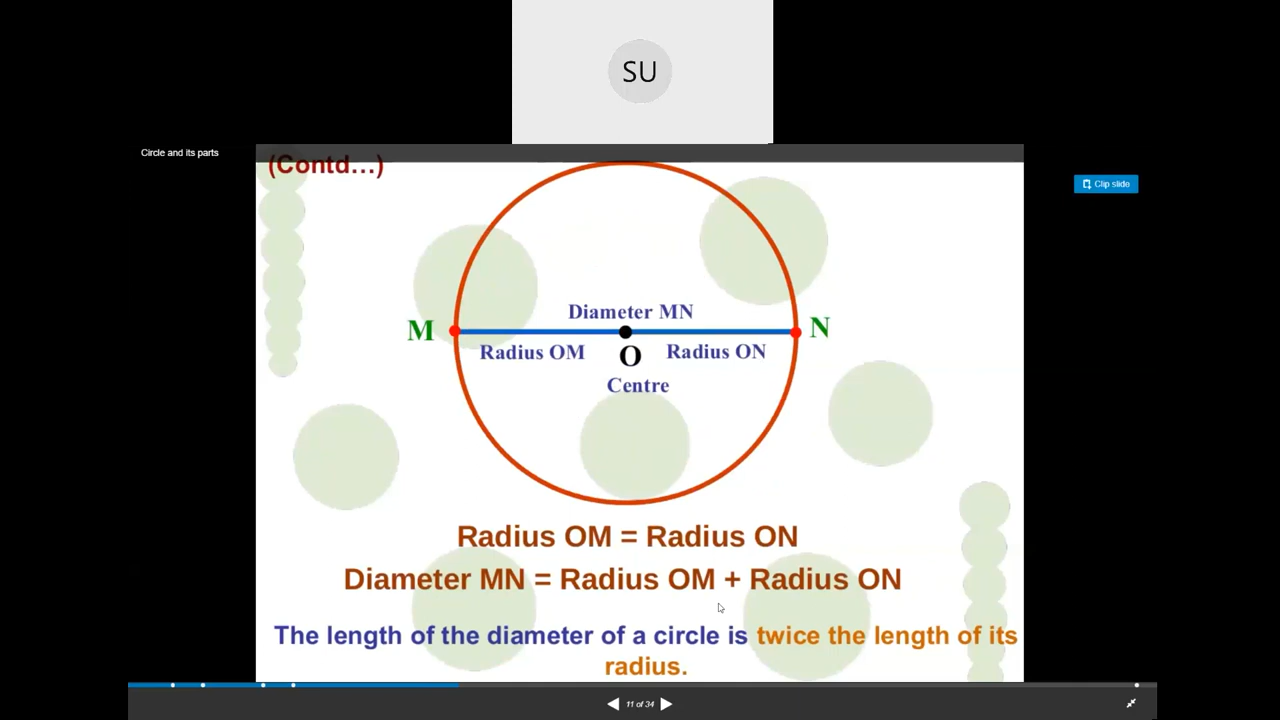 SU
Circle and its parts
(Contd...)
Clip slide
Diameter MN
M
N
Radius OM
O
Radius ON
Centre
Radius OM = Radius ON
Diameter MN = Radius OM + Radius ON
The length of the diameter of a circle is twice the length of its
radius.
11 of 34